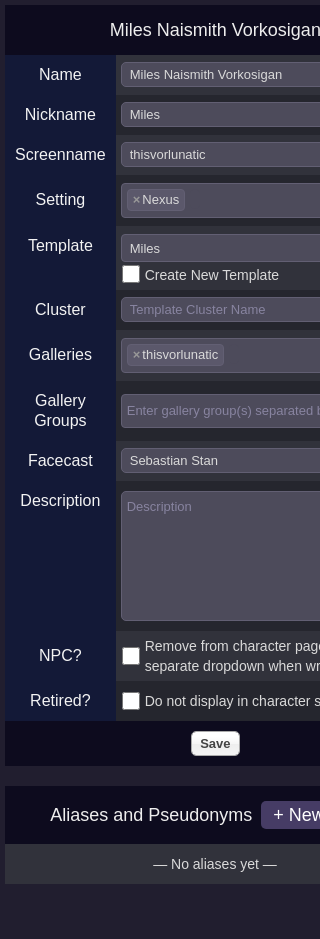 Miles Naismith Vorkosigan
Name
Miles Naismith Vorkosigan
Nickname
Miles
Screenname
thisvorlunatic
Setting
×Nexus
Template
Miles
Create New Template
Cluster
Template Cluster Name
Galleries
×thisvorlunatic
Gallery
Groups
Enter gallery group(s) separated b
Facecast
Sebastian Stan
Description
Description
NPC?
Remove from character page
separate dropdown when wr
Retired?
Do not display in character s
Save
Aliases and Pseudonyms
+ New
— No aliases yet —